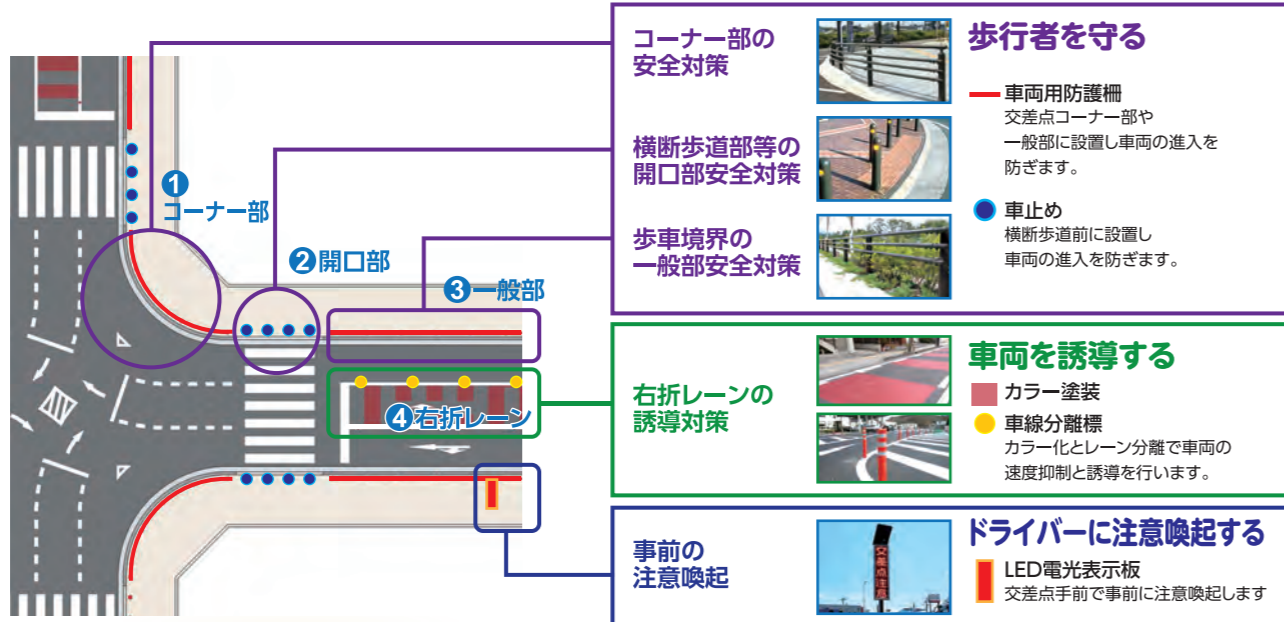 コーナー部の
安全対策
横断歩道部等の
開口部安全対策
歩車境界の
一般部安全対策
歩行者を守る
車両用防護柵
交差点コーナー部や
一般部に設置し車両の進入を
防ぎます。
車止め
横断歩道前に設置し
車両の進入を防ぎます。
1
コーナー部
2開口部
3一般部
4右折レーン
右折レーンの
誘導対策
車両を誘導する
カラー塗装
車線分離標
カラー化とレーン分離で車両の
速度抑制と誘導を行います。
事前の
注意喚起
交差点注意
ドライバーに注意喚起する
LED電光表示板
交差点手前で事前に注意喚起します